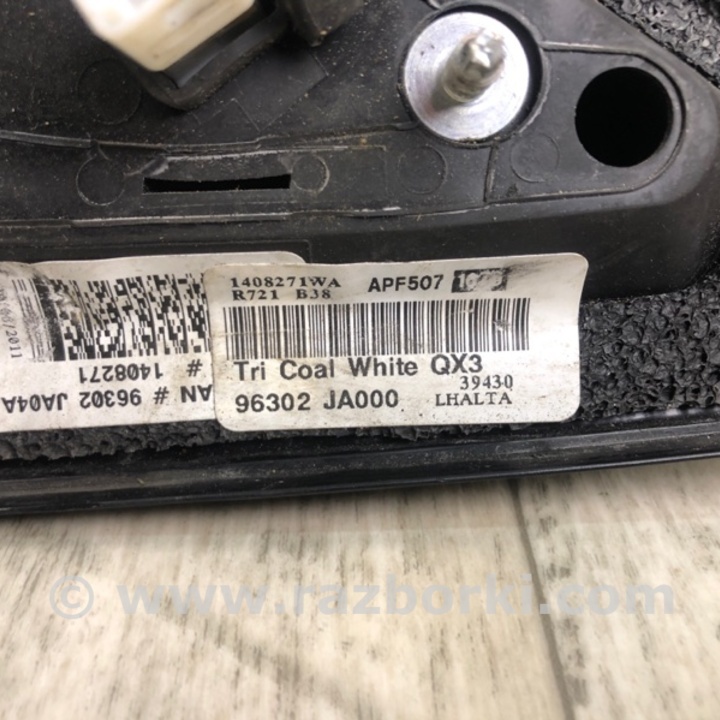 1408271WA APF507
R721 B38
Tri Coal White QX3
39430
96302 JA000 LHALTA
/2011
# 1408271
AN # 96302 JA04A
© www.razborki.com